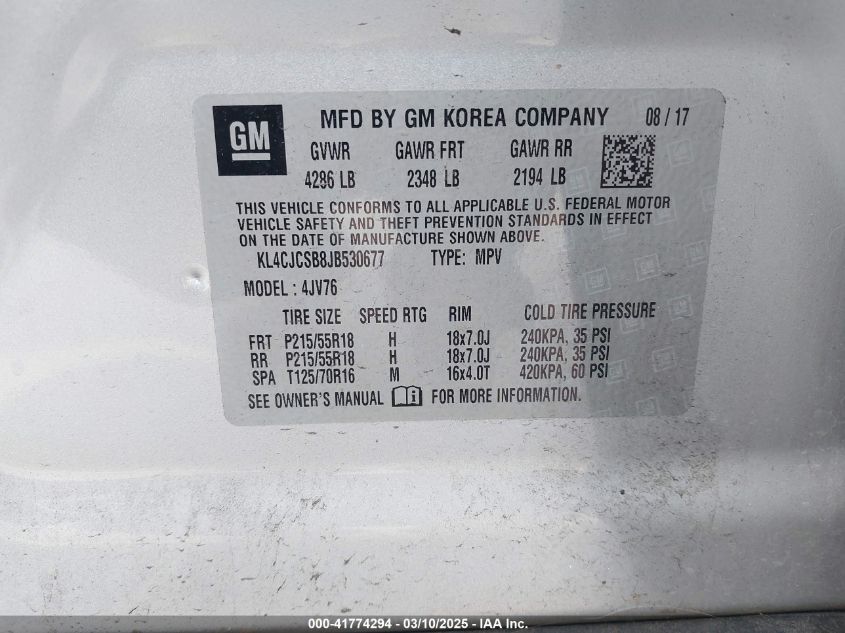 GM MFD BY GM KOREA COMPANY 08 / 17
GVWR GAWR FRT GAWR RR
4286 LB 2348 LB 2194 LB
THIS VEHICLE CONFORMS TO ALL APPLICABLE U.S. FEDERAL MOTOR
VEHICLE SAFETY AND THEFT PREVENTION STANDARDS IN EFFECT
ON THE DATE OF MANUFACTURE SHOWN ABOVE.
KL4CJCSB8JB530677 TYPE: MPV
MODEL : 4JV76
TIRE SIZE SPEED RTG RIM COLD TIRE PRESSURE
FRT P215/55R18 H 18x7.0J 240KPA, 35 PSI
RR P215/55R18 H 18x7.0J 240KPA, 35 PSI
SPA T125/70R16 M 16x4.0T 420KPA, 60 PSI
SEE OWNER'S MANUAL FOR MORE INFORMATION.
000-41774294 - 03/10/2025 - IAA Inc.